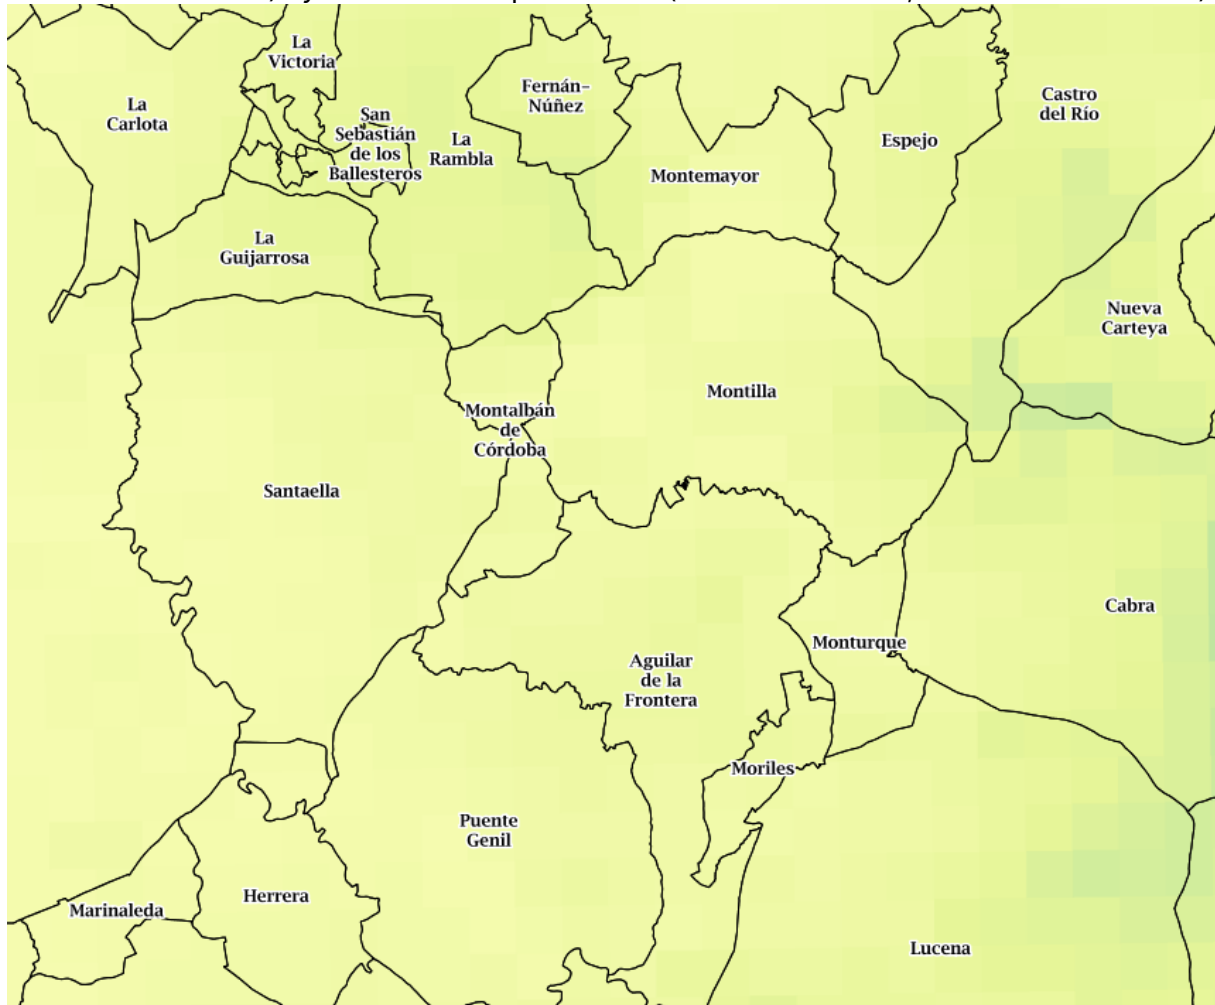 La
Victoria
La
Carlota
Fernán-
Núñez
Castro
del Río
San
Sebastián
de los
Ballesteros
La
Rambla
Espejo
Montemayor
La
Guijarrosa
Nueva
Carteya
Montilla
Montalbán
de
Córdoba
Santaella
Cabra
Monturque
Aguilar
de la
Frontera
Moriles
Puente
Genil
Herrera
Marinaleda
Lucena